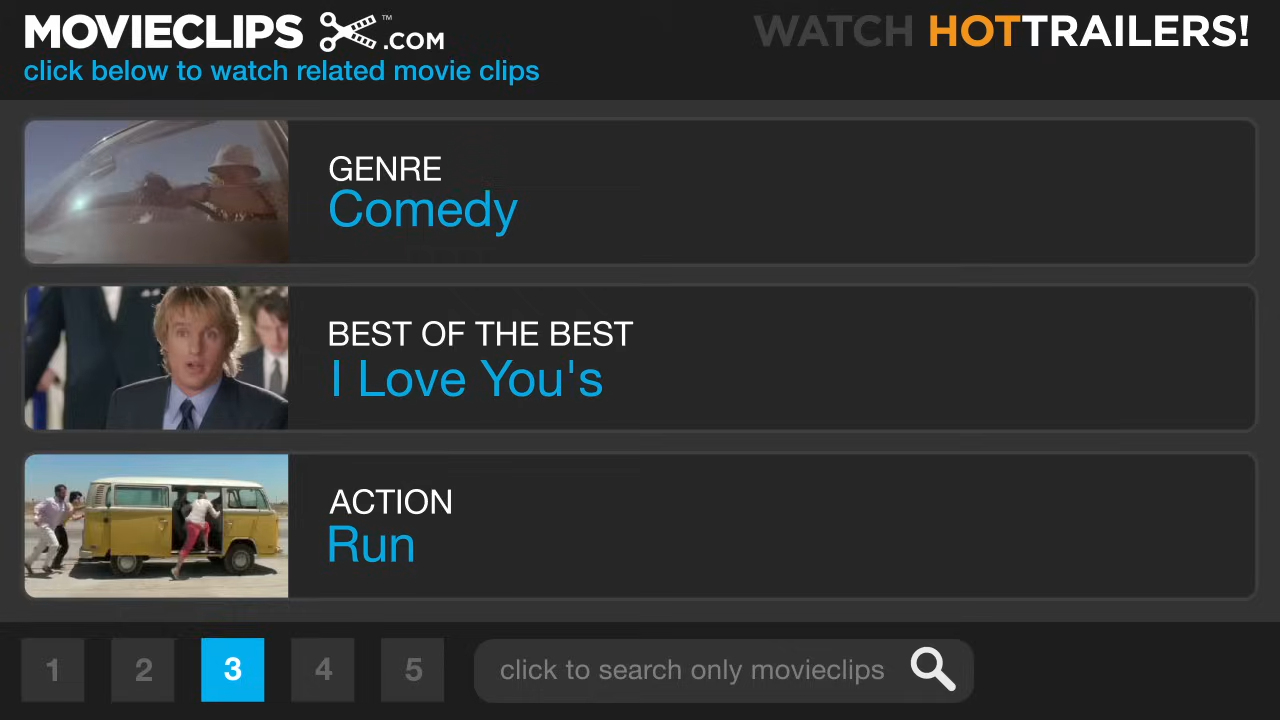 MOVIECLIPS ™ .COM
WATCH HOTTRAILERS!
click below to watch related movie clips
GENRE
Comedy
BEST OF THE BEST
I Love You's
ACTION
Run
1 2 3 4 5 click to search only movieclips